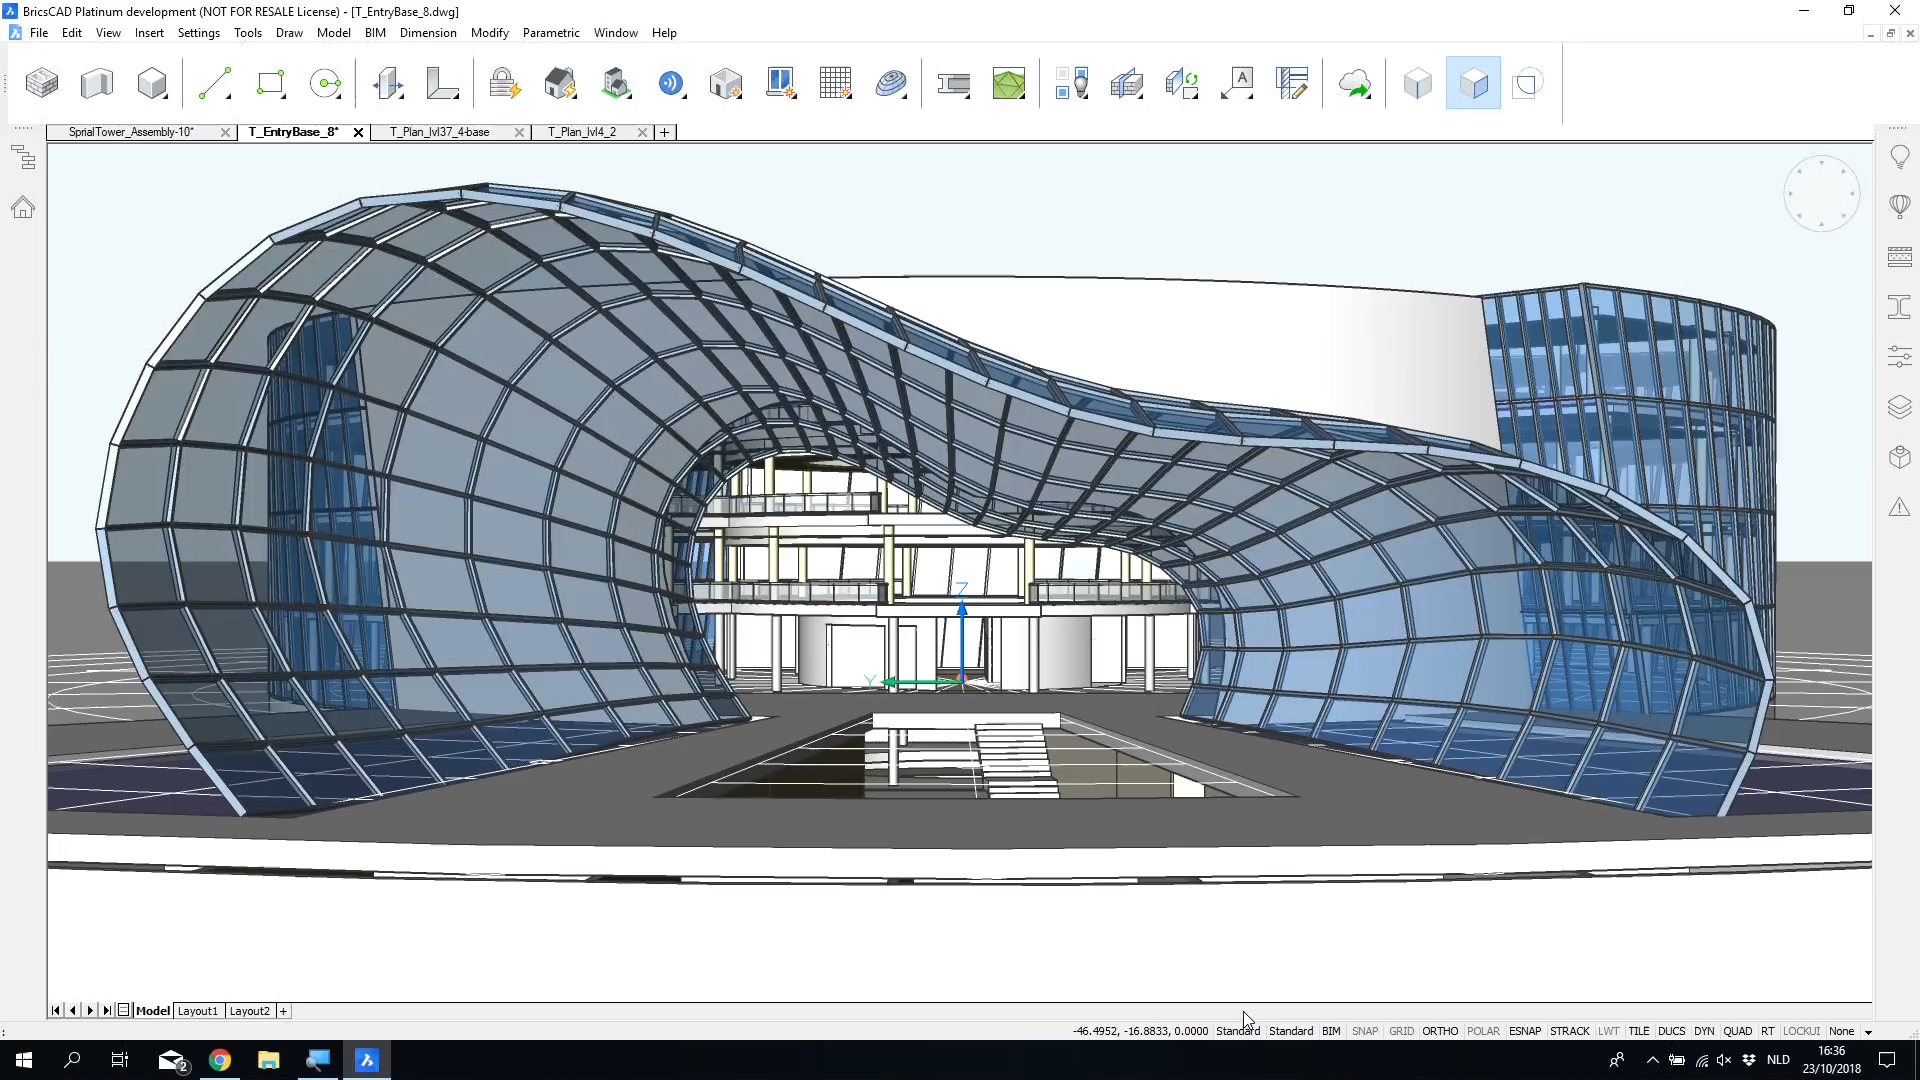 BricsCAD Platinum development (NOT FOR RESALE License) - [T_EntryBase_8.dwg]
File Edit View Insert Settings Tools Draw Model BIM Dimension Modify Parametric Window Help
A
SprialTower_Assembly-10* T_EntryBase_8* T_Plan_lvl37_4-base T_Plan_lvl4_2 +
Z
Y
Model Layout1 Layout2 +
: -46.4952, -16.8833, 0.0000 Standard Standard BIM SNAP GRID ORTHO POLAR ESNAP STRACK LWT TILE DUCS DYN QUAD RT LOCKUI None
2 NLD 16:36
23/10/2018